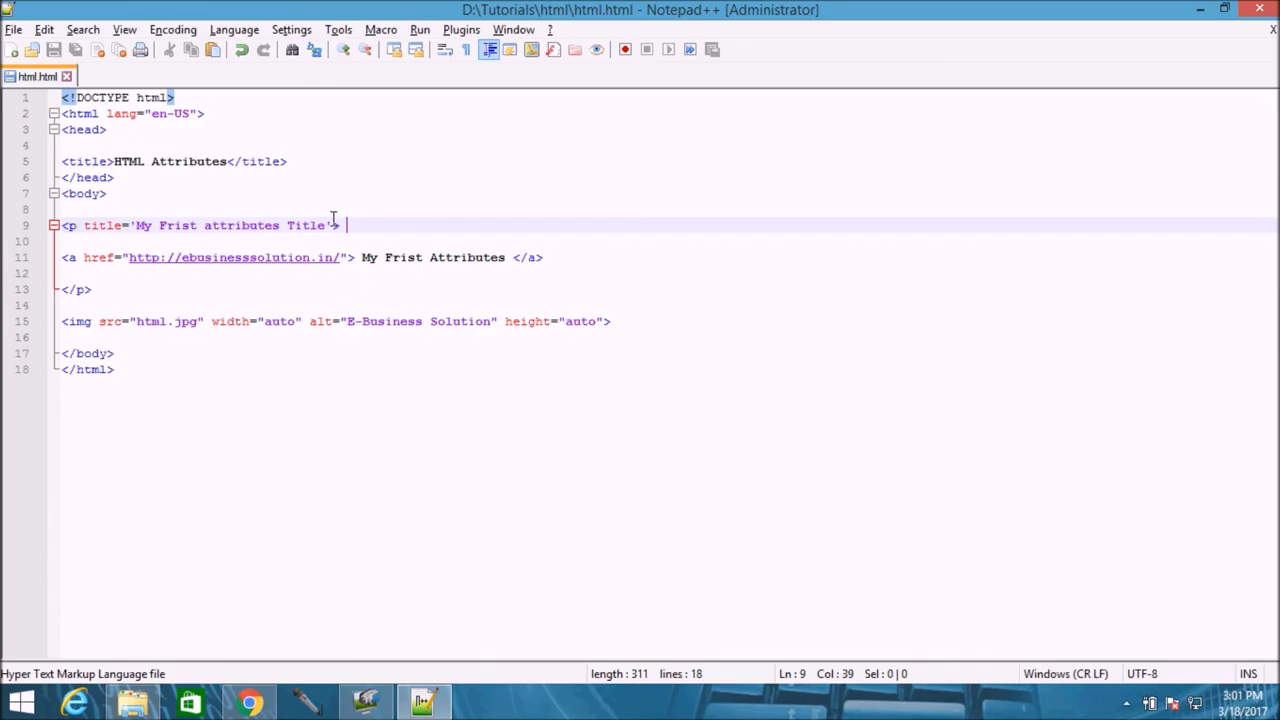 D:\Tutorials\html\html.html - Notepad++ [Administrator]
File Edit Search View Encoding Language Settings Tools Macro Run Plugins Window ? X
html.html
1 <!DOCTYPE html>
2 <html lang="en-US">
3 <head>
4
5 <title>HTML Attributes</title>
6 </head>
7 <body>
8
9 <p title='My Frist attributes Title'>
10
11 <a href="http://ebusinesssolution.in/"> My Frist Attributes </a>
12
13 </p>
14
15 <img src="html.jpg" width="auto" alt="E-Business Solution" height="auto">
16
17 </body>
18 </html>
Hyper Text Markup Language file length : 311 lines : 18 Ln : 9 Col : 39 Sel : 0 | 0 Windows (CR LF) UTF-8 INS
3:01 PM
3/18/2017